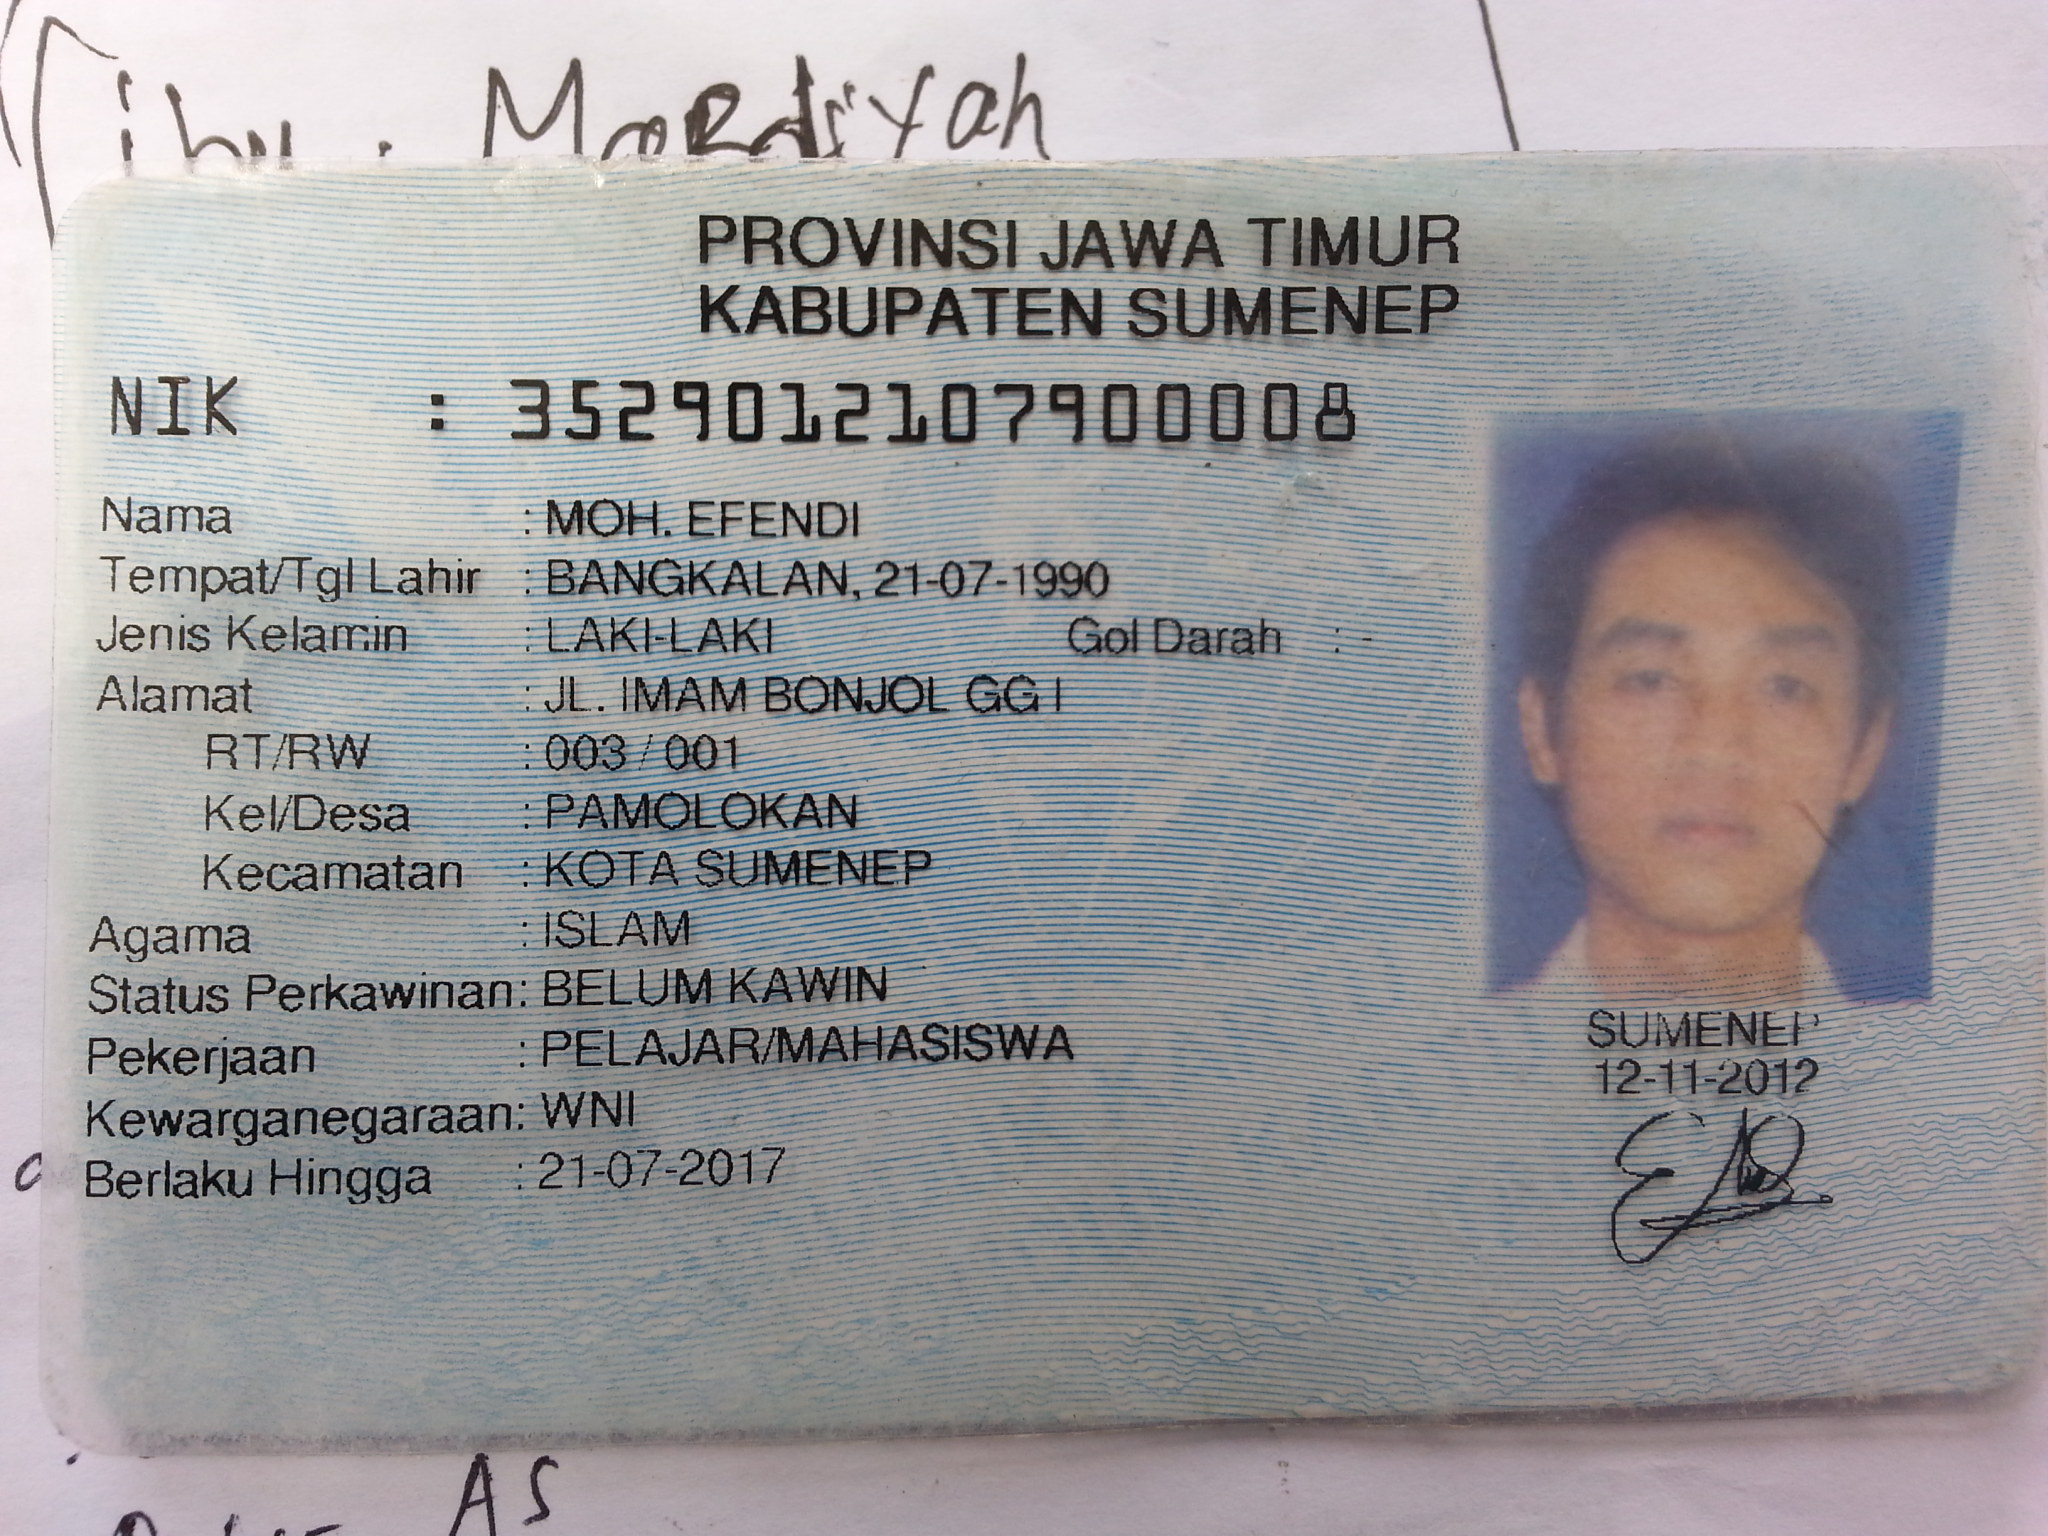 PROVINSI JAWA TIMUR
KABUPATEN SUMENEP
NIK : 3529012107900008
Nama : MOH. EFENDI
Tempat/Tgl Lahir : BANGKALAN, 21-07-1990
Jenis Kelamin : LAKI-LAKI Gol Darah : -
Alamat : JL. IMAM BONJOL GG I
RT/RW : 003 / 001
Kel/Desa : PAMOLOKAN
Kecamatan : KOTA SUMENEP
Agama : ISLAM
Status Perkawinan: BELUM KAWIN
Pekerjaan : PELAJAR/MAHASISWA
Kewarganegaraan: WNI
Berlaku Hingga : 21-07-2017
SUMENEP
12-11-2012
As